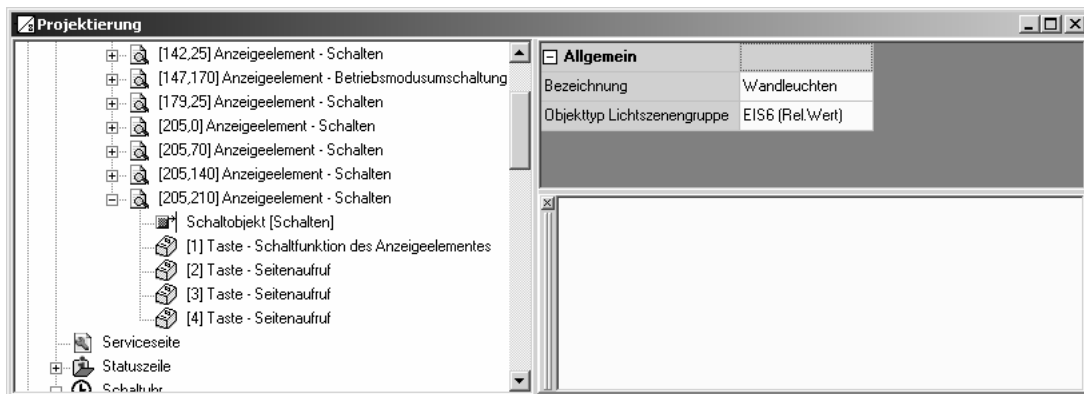 Projektierung
[142,25] Anzeigeelement - Schalten
[147,170] Anzeigeelement - Betriebsmodusumschaltung
[179,25] Anzeigeelement - Schalten
[205,0] Anzeigeelement - Schalten
[205,70] Anzeigeelement - Schalten
[205,140] Anzeigeelement - Schalten
[205,210] Anzeigeelement - Schalten
Schaltobjekt [Schalten]
[1] Taste - Schaltfunktion des Anzeigeelementes
[2] Taste - Seitenaufruf
[3] Taste - Seitenaufruf
[4] Taste - Seitenaufruf
Serviceseite
Statuszeile
Schaltuhr
Allgemein
Bezeichnung Wandleuchten
Objekttyp Lichtszenengruppe EIS6 (Rel.Wert)